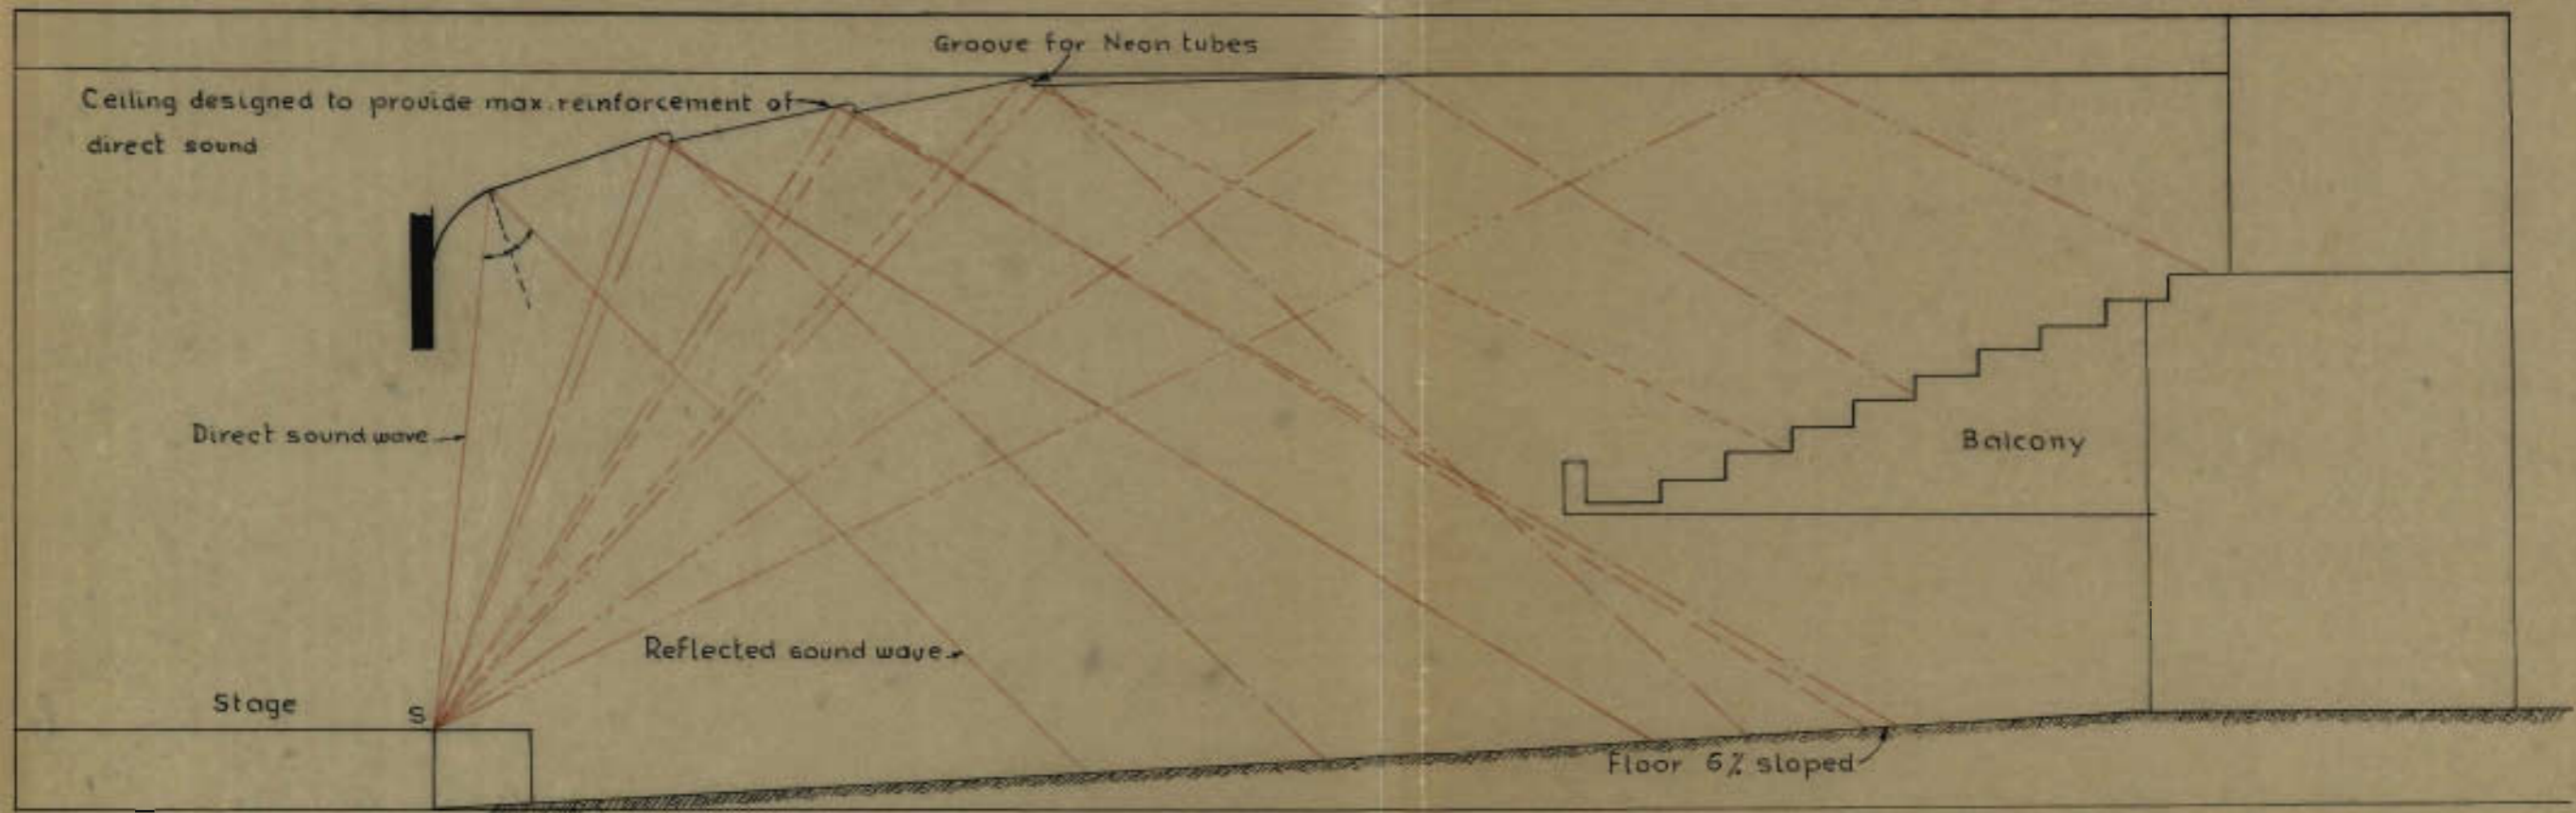 Groove for Neon tubes
Ceiling designed to provide max. reinforcement of
direct sound
Direct sound wave
Balcony
Reflected sound wave
Stage
S
Floor 6% sloped